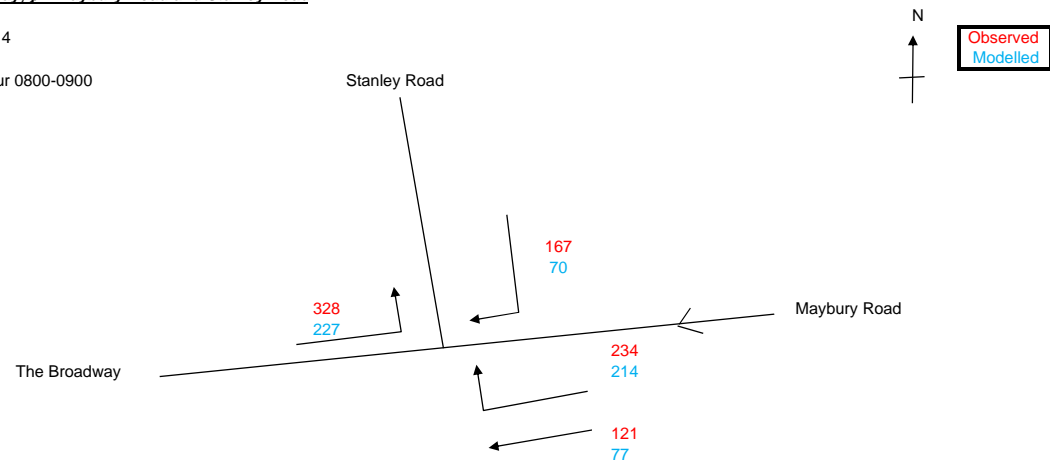 4
N
Observed
Modelled
ur 0800-0900
Stanley Road
167
70
328
227
Maybury Road
234
214
The Broadway
121
77